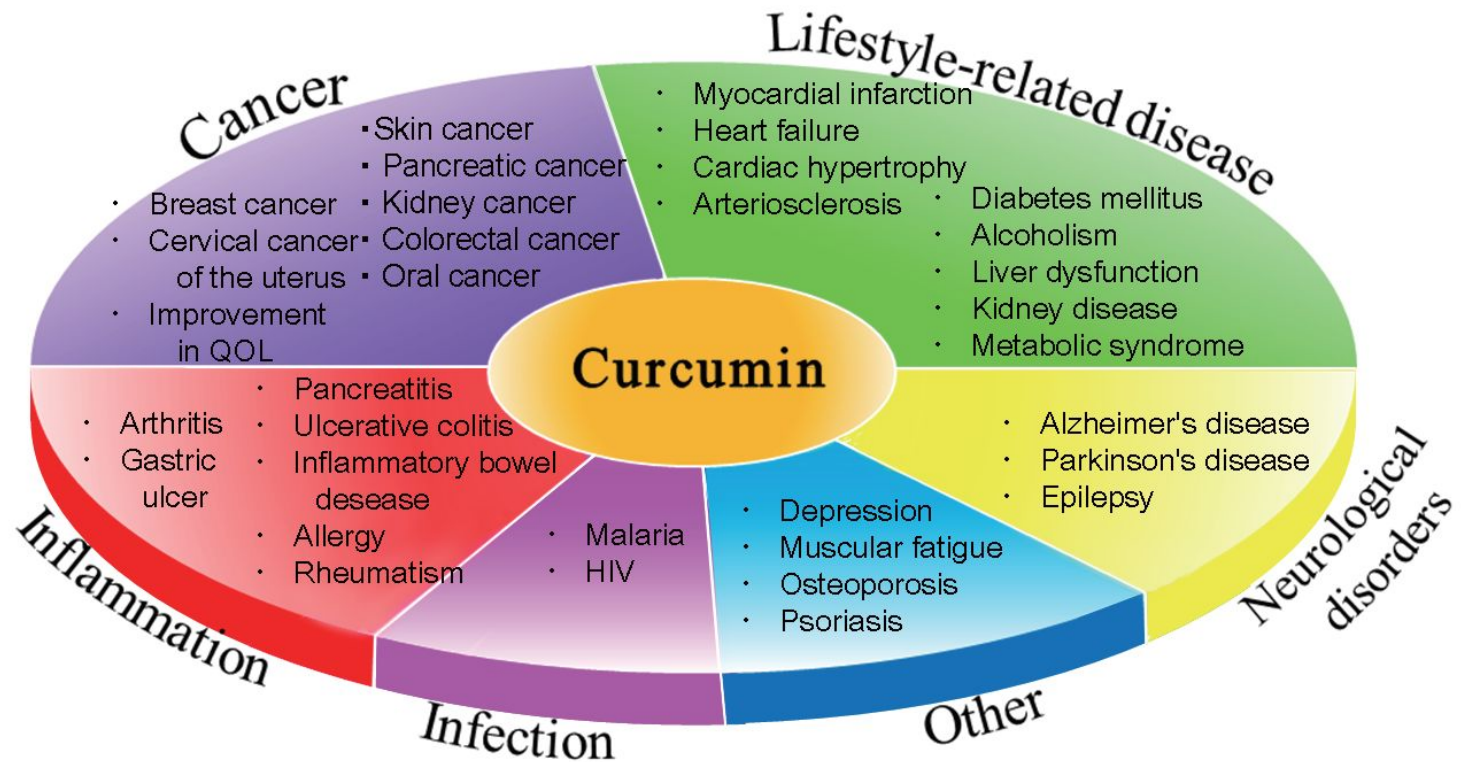 Cancer
▪Skin cancer
▪ Pancreatic cancer
▪ Kidney cancer
▪ Colorectal cancer
▪ Oral cancer
・ Breast cancer
・ Cervical cancer
of the uterus
・ Improvement
in QOL
Lifestyle-related disease
・ Myocardial infarction
・ Heart failure
・ Cardiac hypertrophy
・ Arteriosclerosis
・ Diabetes mellitus
・ Alcoholism
・ Liver dysfunction
・ Kidney disease
・ Metabolic syndrome
Curcumin
・ Arthritis
・ Gastric
ulcer
・ Pancreatitis
・ Ulcerative colitis
・ Inflammatory bowel
desease
・ Allergy
・ Rheumatism
Inflammation
・ Malaria
・ HIV
Infection
・ Depression
・ Muscular fatigue
・ Osteoporosis
・ Psoriasis
Other
・ Alzheimer's disease
・ Parkinson's disease
・ Epilepsy
Neurological
disorders